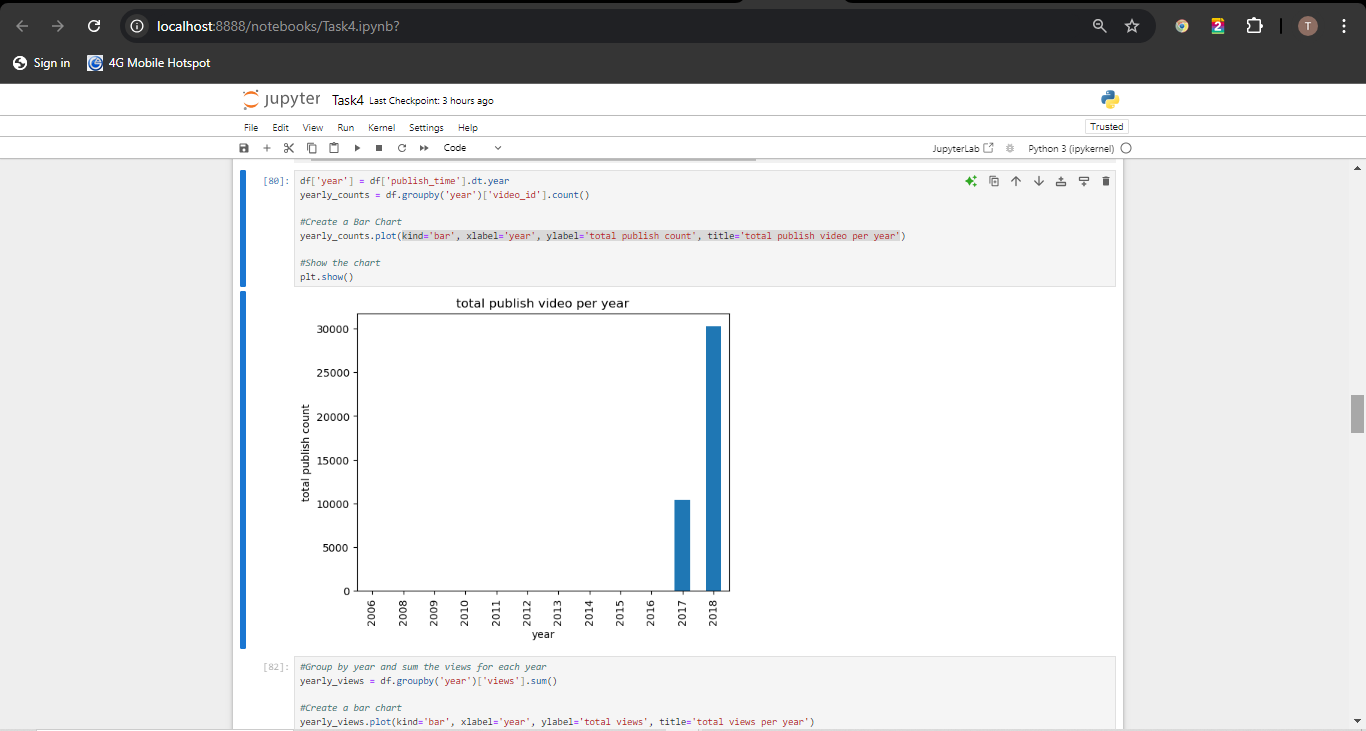 localhost:8888/notebooks/Task4.ipynb?
2
T
Sign in
4G Mobile Hotspot
jupyter Task4 Last Checkpoint: 3 hours ago
File Edit View Run Kernel Settings Help
Trusted
Code
JupyterLab
Python 3 (ipykernel)
[80]:
df['year'] = df['publish_time'].dt.year
yearly_counts = df.groupby('year')['video_id'].count()
#Create a Bar Chart
yearly_counts.plot(kind='bar', xlabel='year', ylabel='total publish count', title='total publish video per year')
#Show the chart
plt.show()
total publish video per year
30000
25000
20000
15000
10000
5000
0
total publish count
2006 2008 2009 2010 2011 2012 2013 2014 2015 2016 2017 2018
year
[82]:
#Group by year and sum the views for each year
yearly_views = df.groupby('year')['views'].sum()
#Create a bar chart
yearly_views.plot(kind='bar', xlabel='year', ylabel='total views', title='total views per year')